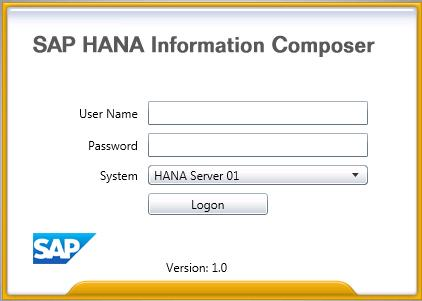 SAP HANA Information Composer
User Name
Password
System HANA Server 01
Logon
SAP
Version: 1.0